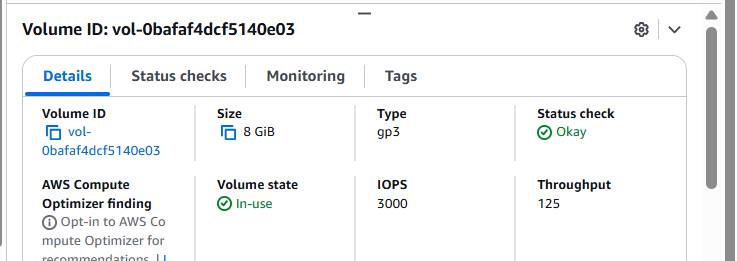 Volume ID: vol-0bafaf4dcf5140e03
Details Status checks Monitoring Tags
Volume ID
vol-
0bafaf4dcf5140e03
Size
8 GiB
Type
gp3
Status check
Okay
AWS Compute
Optimizer finding
Opt-in to AWS Co
mpute Optimizer for
recommendations.
Volume state
In-use
IOPS
3000
Throughput
125